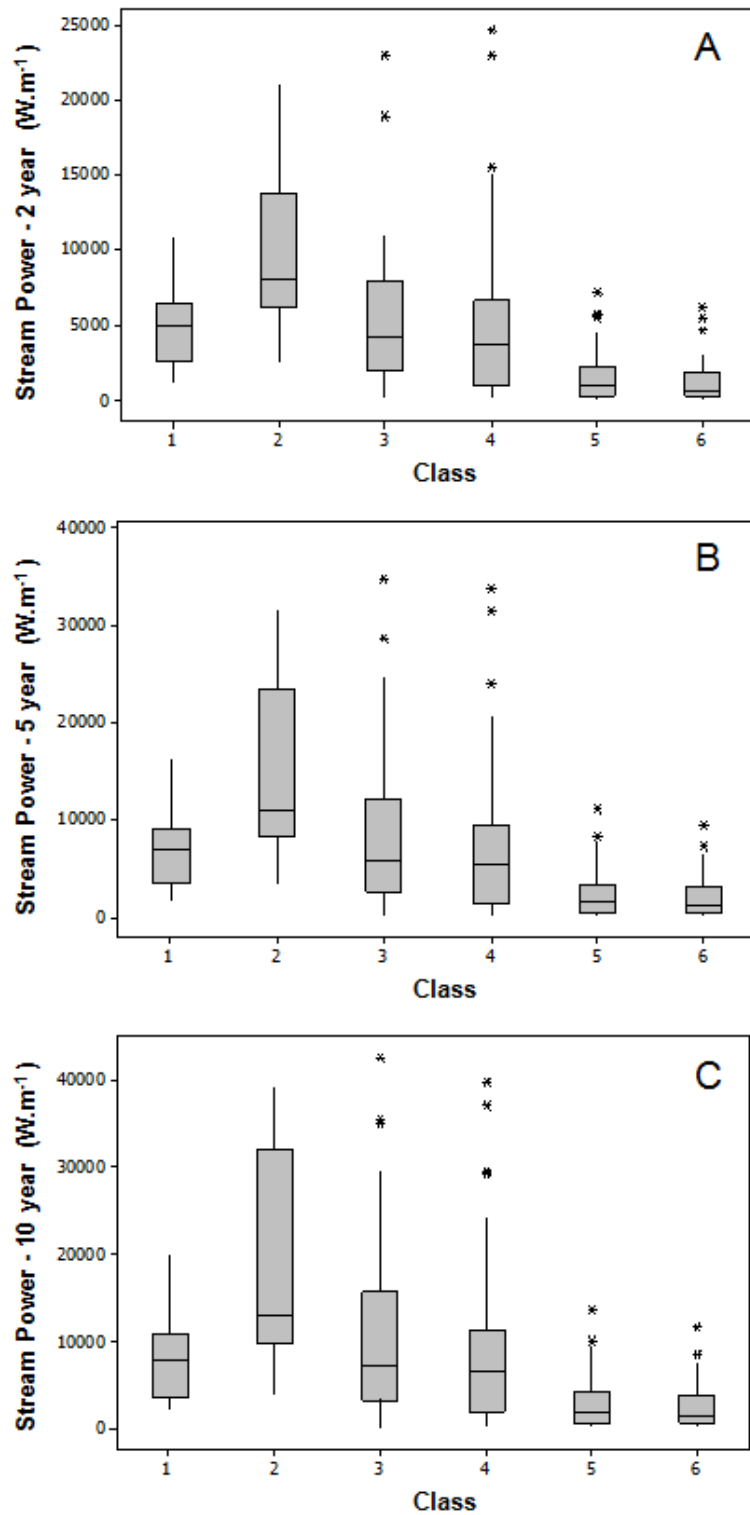 A
Stream Power - 2 year (W.m⁻¹)
25000
20000
15000
10000
5000
0
1 2 3 4 5 6
Class
B
Stream Power - 5 year (W.m⁻¹)
40000
30000
20000
10000
0
1 2 3 4 5 6
Class
C
Stream Power - 10 year (W.m⁻¹)
40000
30000
20000
10000
0
1 2 3 4 5 6
Class